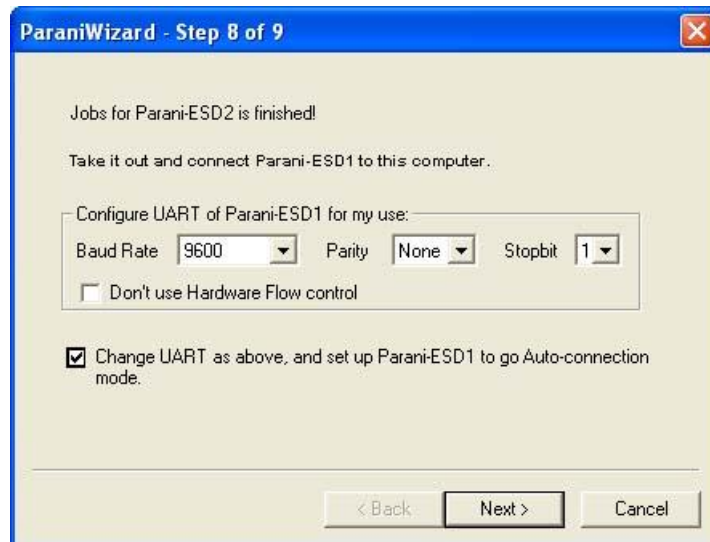 ParaniWizard - Step 8 of 9
Jobs for Parani-ESD2 is finished!
Take it out and connect Parani-ESD1 to this computer.
Configure UART of Parani-ESD1 for my use:
Baud Rate 9600 Parity None Stopbit 1
Don't use Hardware Flow control
Change UART as above, and set up Parani-ESD1 to go Auto-connection
mode.
< Back Next > Cancel